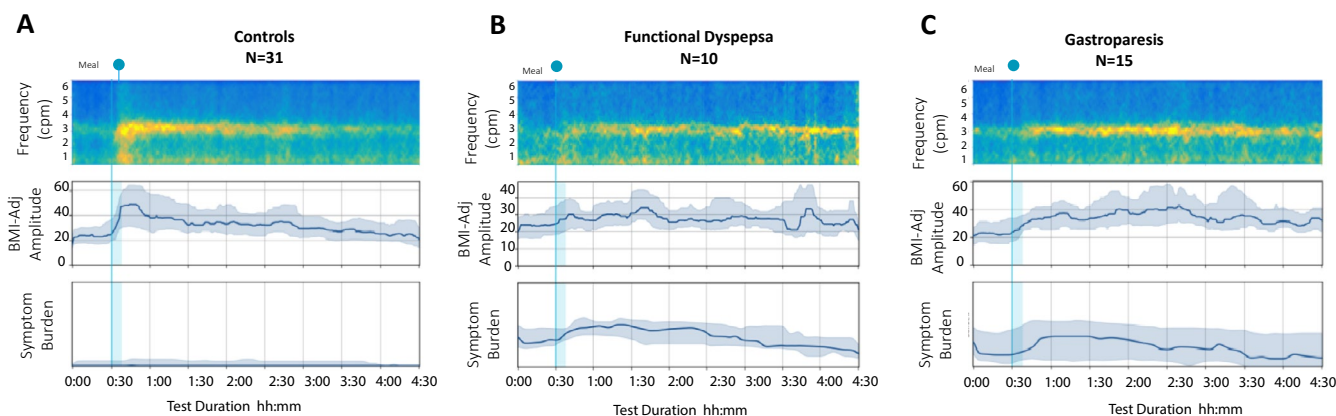 A
Controls
N=31
Meal
Frequency
(cpm)
6
5
4
3
2
1
BMI-Adj
Amplitude
60
40
20
0
Symptom
Burden
0:00 0:30 1:00 1:30 2:00 2:30 3:00 3:30 4:00 4:30
Test Duration hh:mm
B
Functional Dyspepsa
N=10
Meal
Frequency
(cpm)
6
5
4
3
2
1
BMI-Adj
Amplitude
40
30
20
10
0
Symptom
Burden
0:00 0:30 1:00 1:30 2:00 2:30 3:00 3:30 4:00 4:30
Test Duration hh:mm
C
Gastroparesis
N=15
Meal
Frequency
(cpm)
6
5
4
3
2
1
BMI-Adj
Amplitude
60
40
20
0
Symptom
Burden
0:00 0:30 1:00 1:30 2:00 2:30 3:00 3:30 4:00 4:30
Test Duration hh:mm